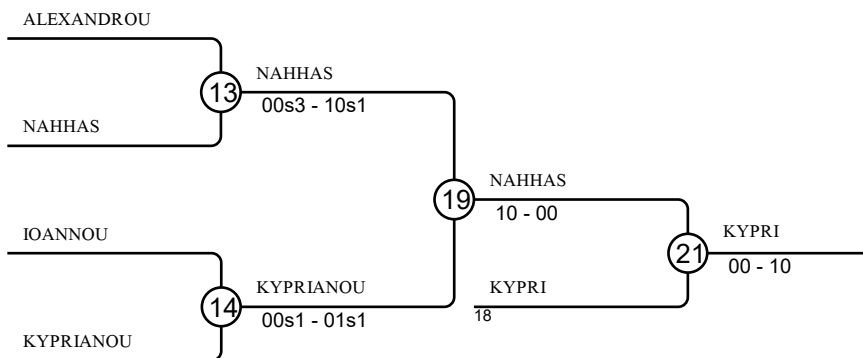 ALEXANDROU
NAHHAS
13
00s3 - 10s1
NAHHAS
NAHHAS
19
10 - 00
IOANNOU
KYPRI
21
00 - 10
KYPRIANOU
KYPRI
14
00s1 - 01s1
18
KYPRIANOU